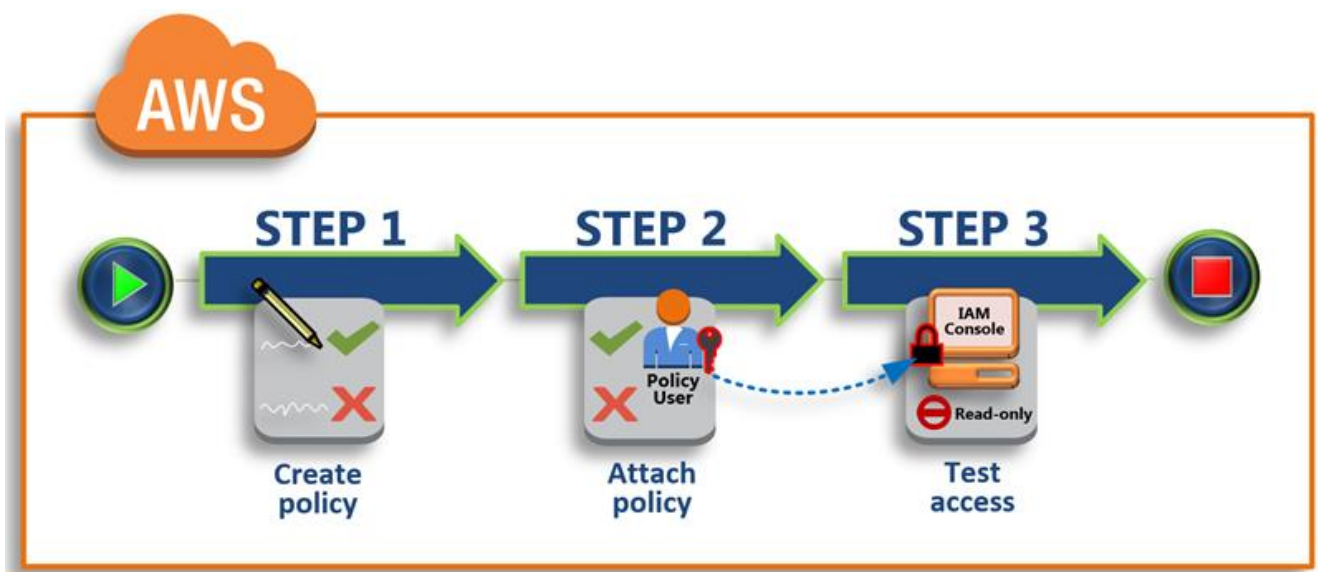 AWS
STEP 1
STEP 2
STEP 3
IAM
Console
Policy
User
Read-only
Create
policy
Attach
policy
Test
access